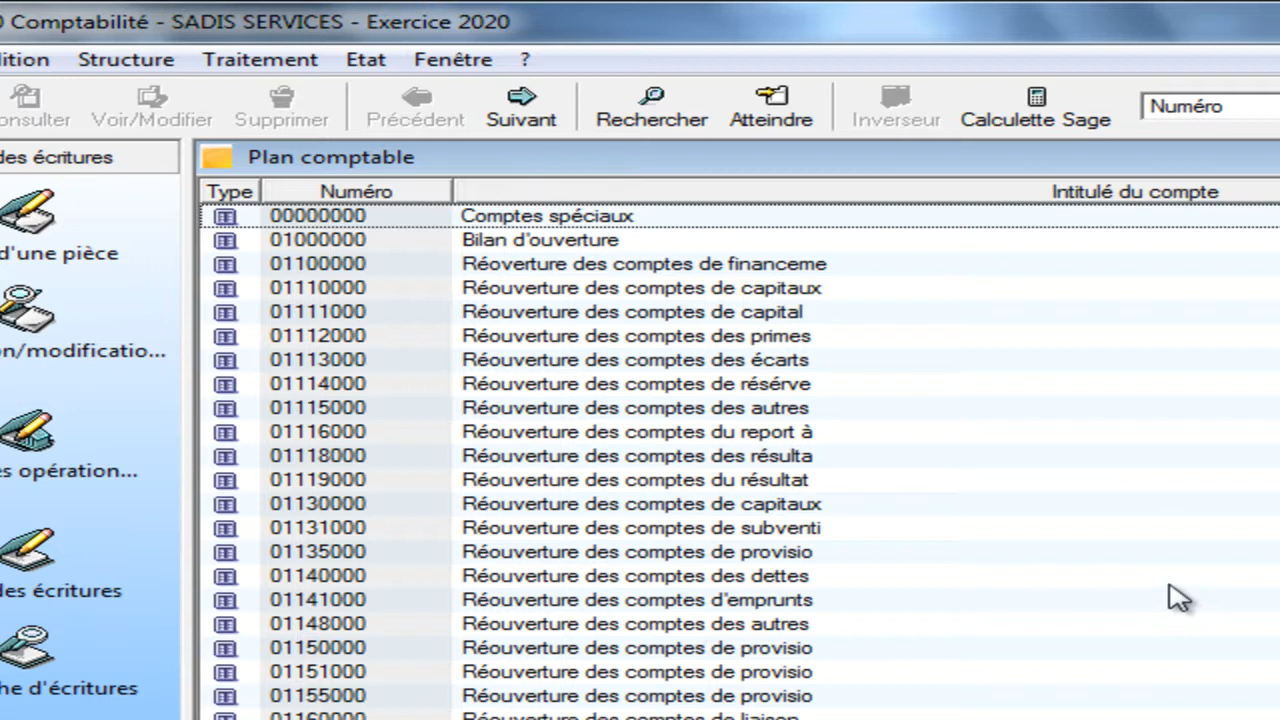 0 Comptabilité - SADIS SERVICES - Exercice 2020
dition Structure Traitement Etat Fenêtre ?
onsulter Voir/Modifier Supprimer Précédent Suivant Rechercher Atteindre Inverseur Calculette Sage Numéro
des écritures
Plan comptable
Type Numéro Intitulé du compte
00000000 Comptes spéciaux
01000000 Bilan d'ouverture
d'une pièce
01100000 Réoverture des comptes de financeme
01110000 Réouverture des comptes de capitaux
01111000 Réouverture des comptes de capital
01112000 Réouverture des comptes des primes
on/modificatio...
01113000 Réouverture des comptes des écarts
01114000 Réouverture des comptes de résérve
01115000 Réouverture des comptes des autres
01116000 Réouverture des comptes du report à
01118000 Réouverture des comptes des résulta
es opération...
01119000 Réouverture des comptes du résultat
01130000 Réouverture des comptes de capitaux
01131000 Réouverture des comptes de subventi
01135000 Réouverture des comptes de provisio
01140000 Réouverture des comptes des dettes
des écritures
01141000 Réouverture des comptes d'emprunts
01148000 Réouverture des comptes des autres
01150000 Réouverture des comptes de provisio
01151000 Réouverture des comptes de provisio
he d'écritures
01155000 Réouverture des comptes de provisio
01160000 Réouverture des comptes de liaison